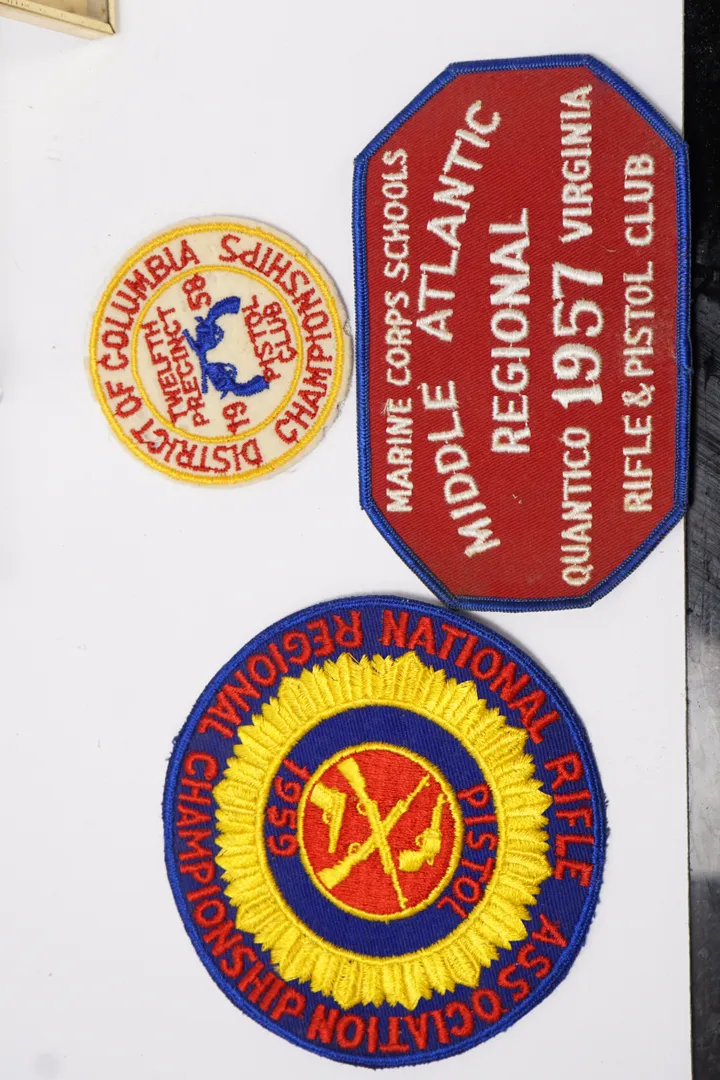 DISTRICT OF COLUMBIA
CHAMPIONSHIPS
TWELFTH
PRECINCT
19 58
PISTOL
CLUB
MARINE CORPS SCHOOLS
MIDDLE ATLANTIC
REGIONAL
QUANTICO 1957 VIRGINIA
RIFLE & PISTOL CLUB
NATIONAL RIFLE ASSOCIATION
REGIONAL CHAMPIONSHIP
1959
PISTOL